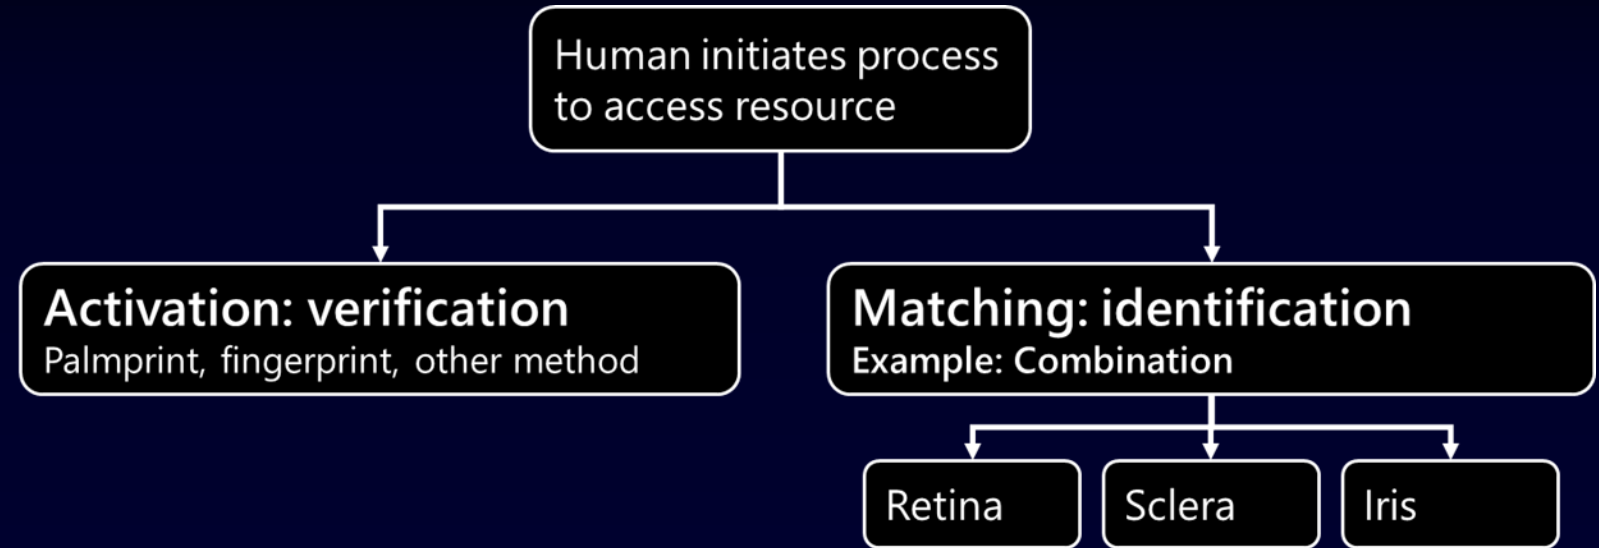 Human initiates process
to access resource
Activation: verification
Palmprint, fingerprint, other method
Matching: identification
Example: Combination
Retina
Sclera
Iris